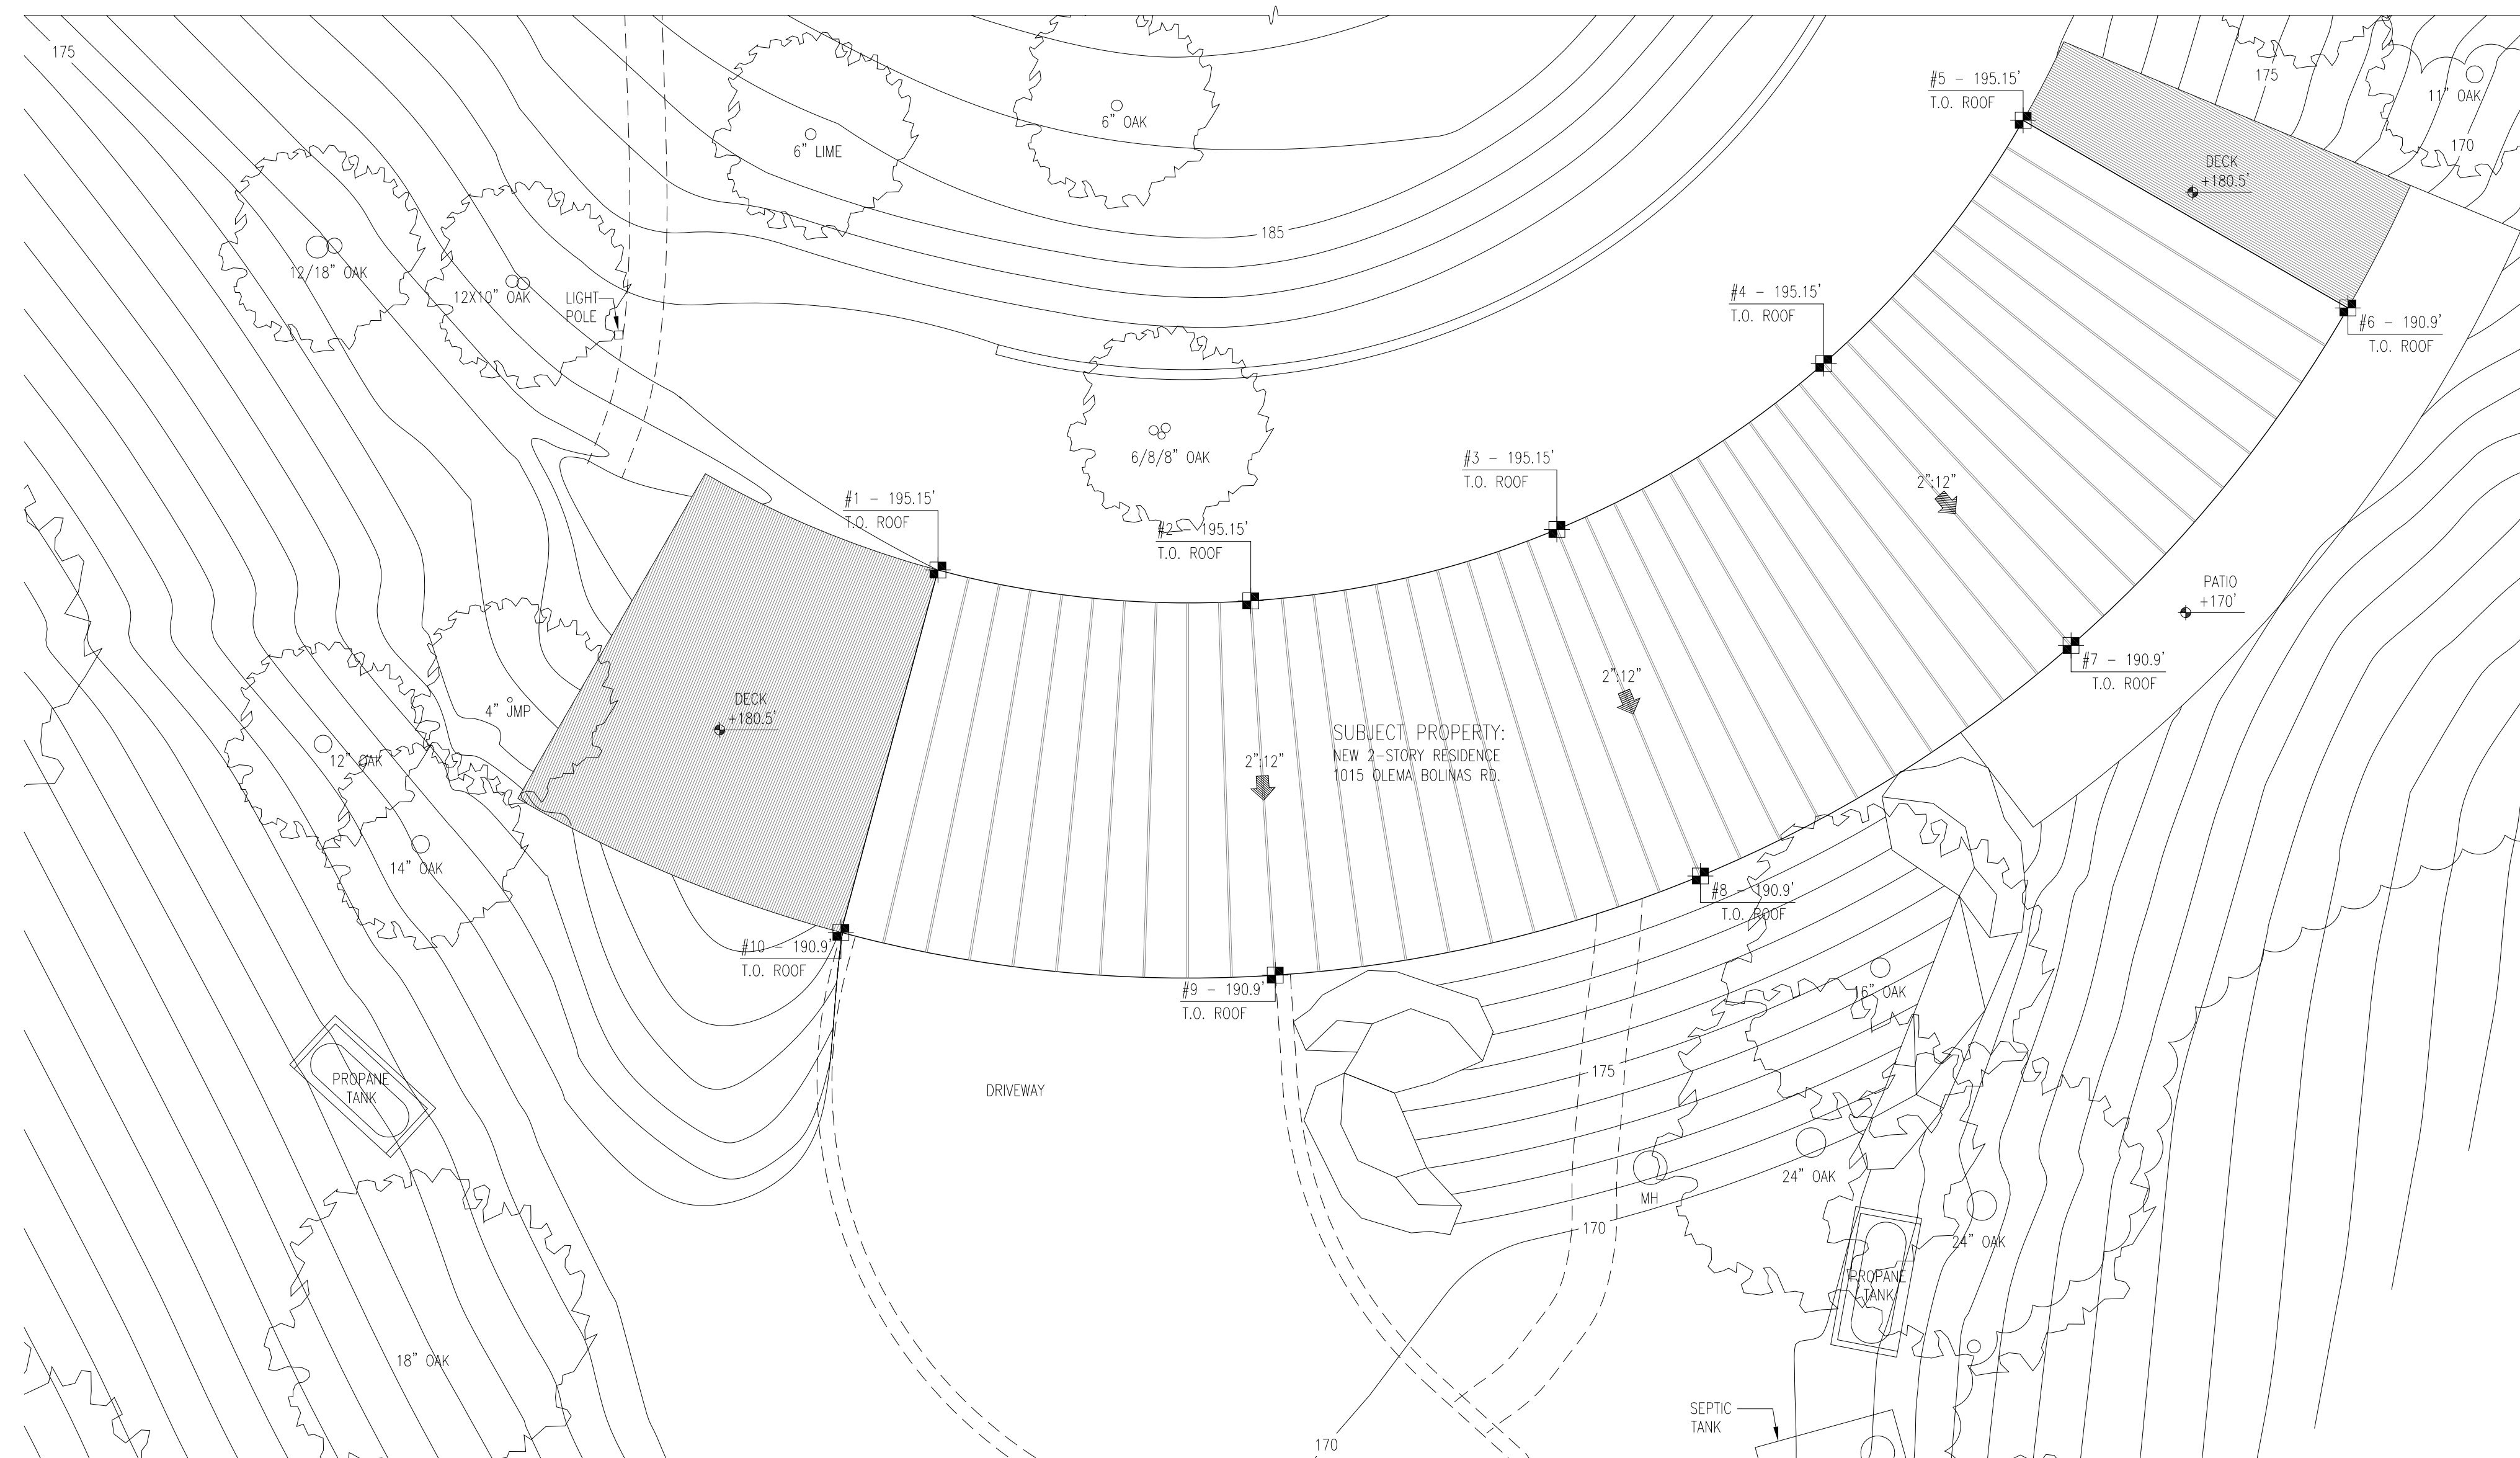 175
6" OAK
6" LIME
#5 - 195.15'
T.O. ROOF
175
11" OAK
170
DECK
+180.5'
185
12/18" OAK
12X10" OAK
LIGHT
POLE
#4 - 195.15'
T.O. ROOF
#6 - 190.9'
T.O. ROOF
6/8/8" OAK
#3 - 195.15'
T.O. ROOF
#1 - 195.15'
T.O. ROOF
#2 - 195.15'
T.O. ROOF
2":12"
PATIO
+170'
#7 - 190.9'
T.O. ROOF
2":12"
DECK
+180.5'
4" JMP
SUBJECT PROPERTY:
NEW 2-STORY RESIDENCE
1015 OLEMA BOLINAS RD.
2":12"
12" OAK
14" OAK
#8 - 190.9'
T.O. ROOF
#10 - 190.9'
T.O. ROOF
#9 - 190.9'
T.O. ROOF
16" OAK
175
PROPANE
TANK
DRIVEWAY
24" OAK
MH
170
24" OAK
PROPANE
TANK
18" OAK
SEPTIC
TANK
170